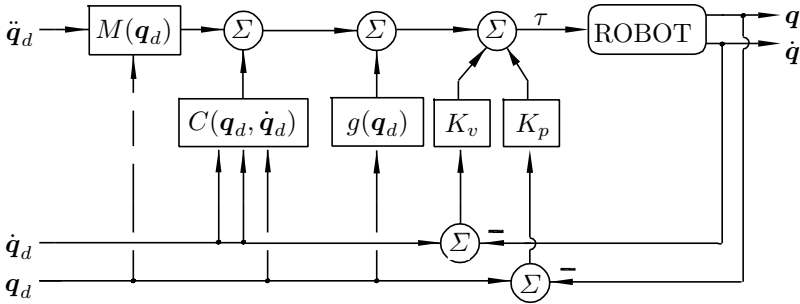 q̈_d M(q_d) Σ Σ Σ τ ROBOT q
q̇
C(q_d, q̇_d) g(q_d) K_v K_p
q̇_d Σ −
q_d Σ −